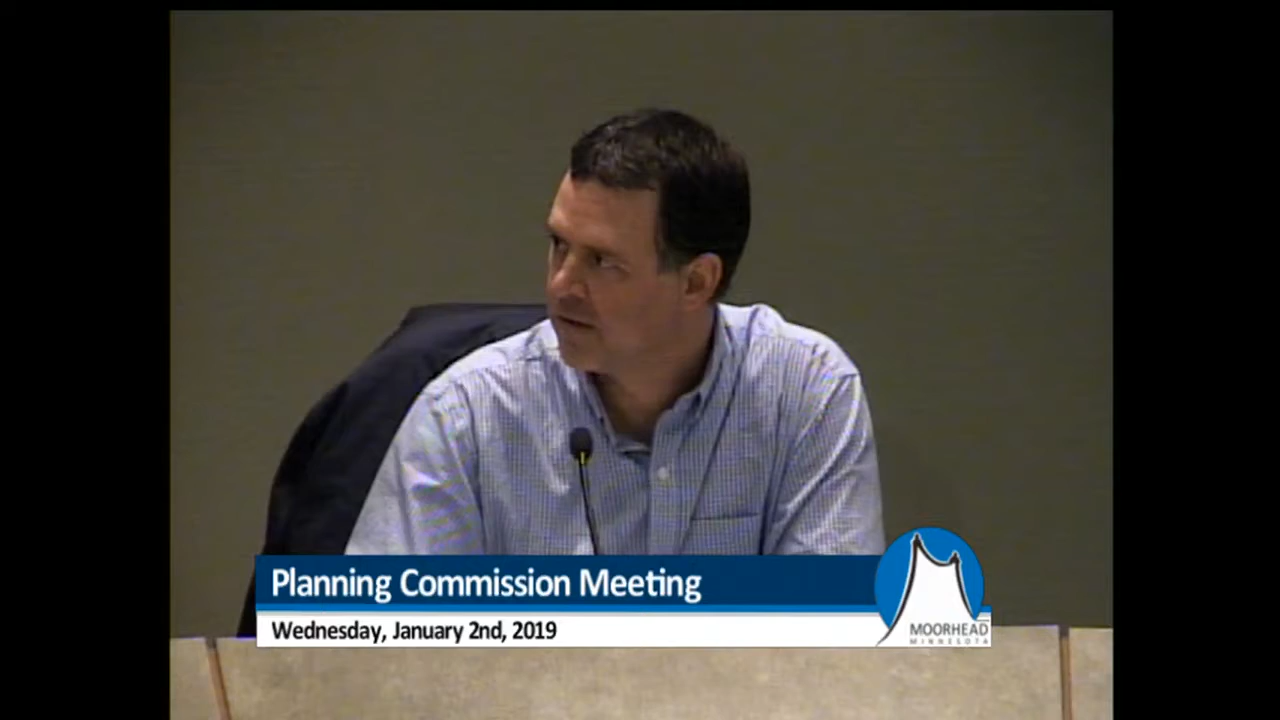 Planning Commission Meeting
Wednesday, January 2nd, 2019
MOORHEAD
MINNESOTA